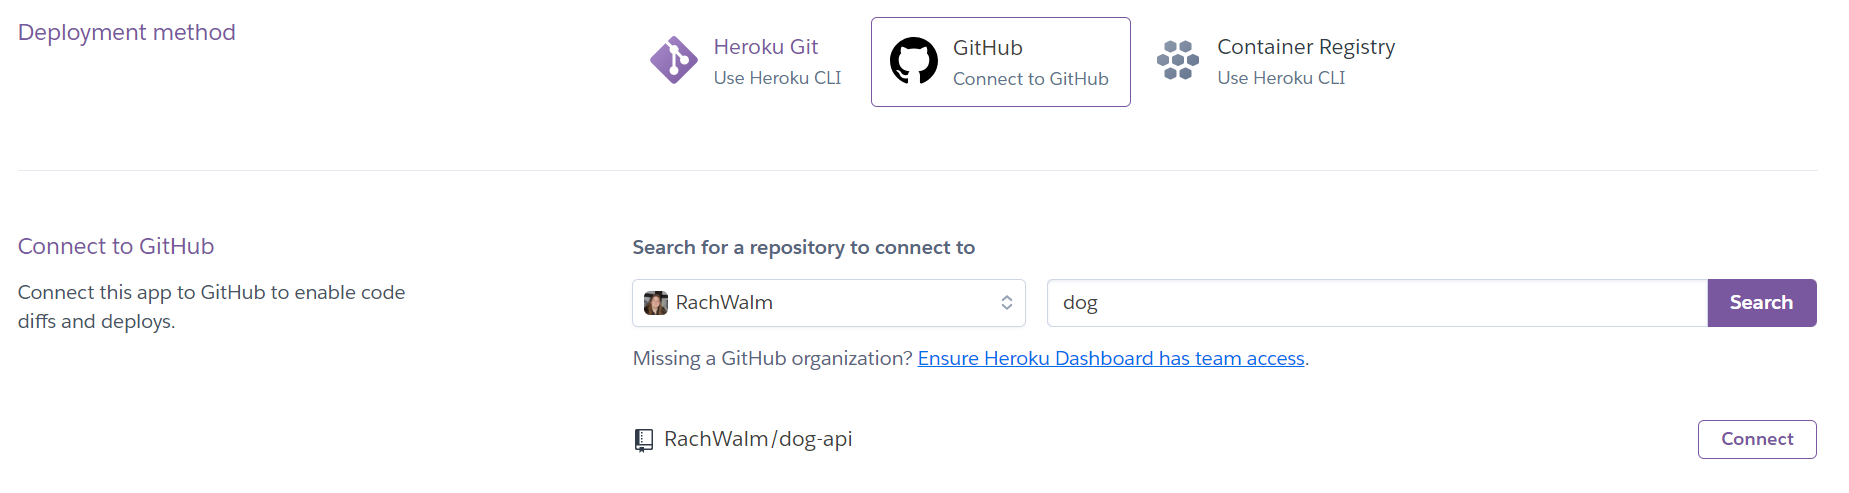 Deployment method
Heroku Git
Use Heroku CLI
GitHub
Connect to GitHub
Container Registry
Use Heroku CLI
Connect to GitHub
Connect this app to GitHub to enable code
diffs and deploys.
Search for a repository to connect to
RachWalm
dog
Search
Missing a GitHub organization? Ensure Heroku Dashboard has team access.
RachWalm/dog-api
Connect